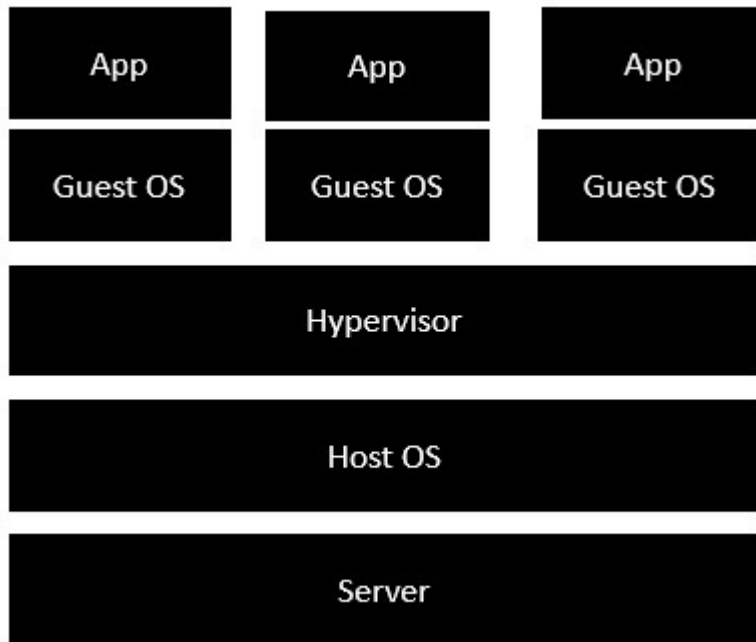 App
App
App
Guest OS
Guest OS
Guest OS
Hypervisor
Host OS
Server